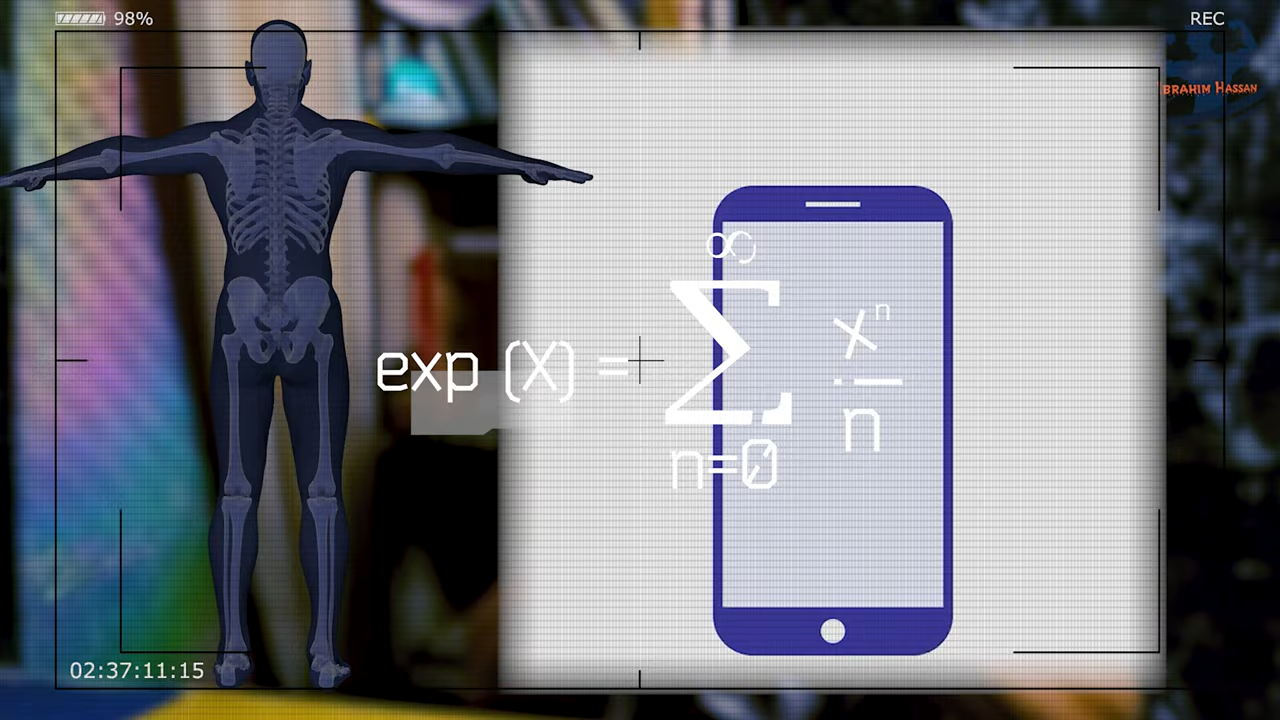 98%
REC
BRAHIM HASSAN
∞
exp (X) = Σ xⁿ/n
n=0
02:37:11:15